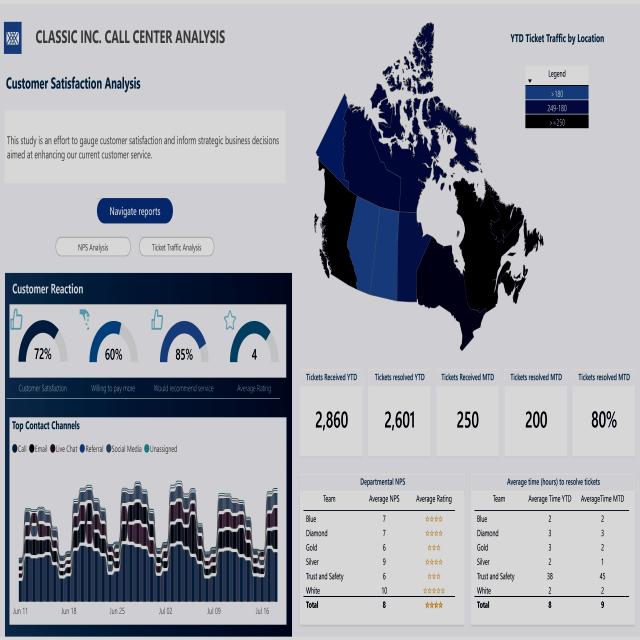 CLASSIC INC. CALL CENTER ANALYSIS
Customer Satisfaction Analysis
This study is an effort to gauge customer satisfaction and inform strategic business decisions
aimed at enhancing our current customer service.
Navigate reports
NPS Analysis
Ticket Traffic Analysis
Customer Reaction
72%
60%
85%
4
Customer Satisfaction
Willing to pay more
Would recommend service
Average Rating
Top Contact Channels
Call Email Live Chat Referral Social Media Unassigned
Jun 11 Jun 18 Jun 25 Jul 02 Jul 09 Jul 16
YTD Ticket Traffic by Location
Legend
>180
249-180
>=250
Tickets Received YTD
2,860
Tickets resolved YTD
2,601
Tickets Received MTD
250
Tickets resolved MTD
200
Tickets resolved MTD
80%
Departmental NPS
Team Average NPS Average Rating
Blue 7 ☆☆☆☆
Diamond 7 ☆☆☆☆
Gold 6 ☆☆☆
Silver 9 ☆☆☆☆
Trust and Safety 6 ☆☆☆
White 10 ☆☆☆☆☆
Total 8 ☆☆☆☆
Average time (hours) to resolve tickets
Team Average Time YTD AverageTime MTD
Blue 2 2
Diamond 3 3
Gold 3 2
Silver 2 1
Trust and Safety 38 45
White 2 2
Total 8 9